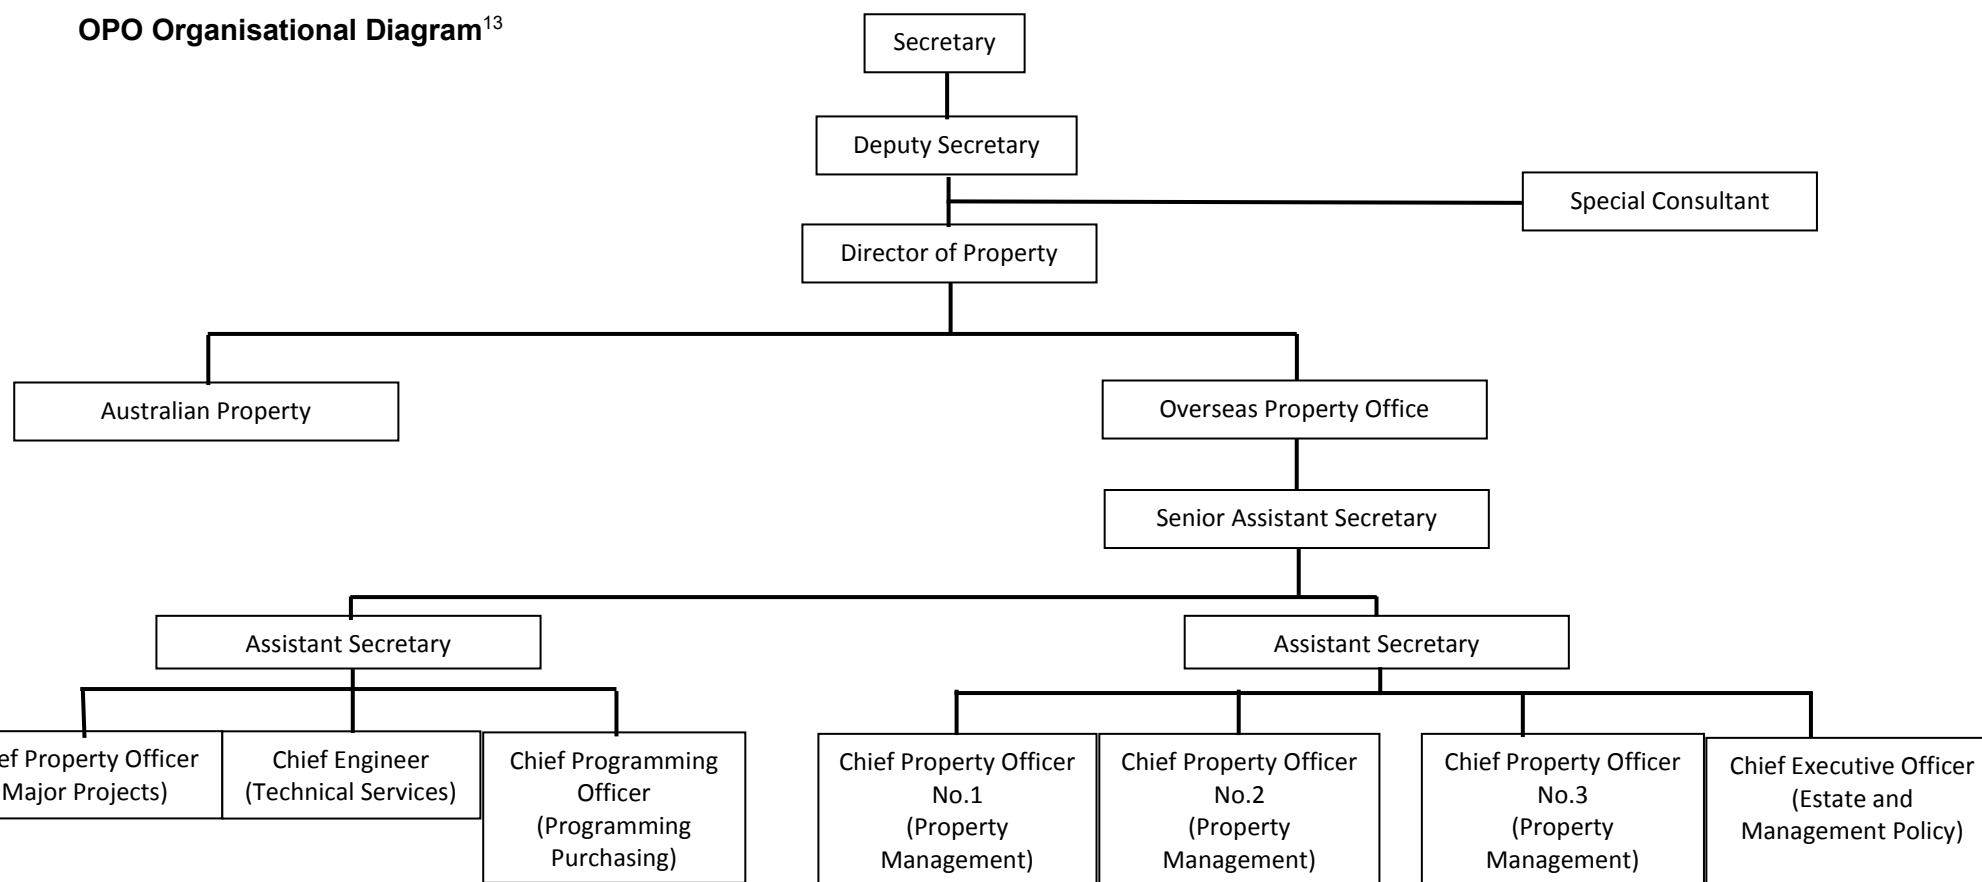 OPO Organisational Diagram13
Secretary
Deputy Secretary
Special Consultant
Director of Property
Australian Property
Overseas Property Office
Senior Assistant Secretary
Assistant Secretary
Assistant Secretary
ef Property Officer
Major Projects)
Chief Engineer
(Technical Services)
Chief Programming
Officer
(Programming
Purchasing)
Chief Property Officer
No.1
(Property
Management)
Chief Property Officer
No.2
(Property
Management)
Chief Property Officer
No.3
(Property
Management)
Chief Executive Officer
(Estate and
Management Policy)